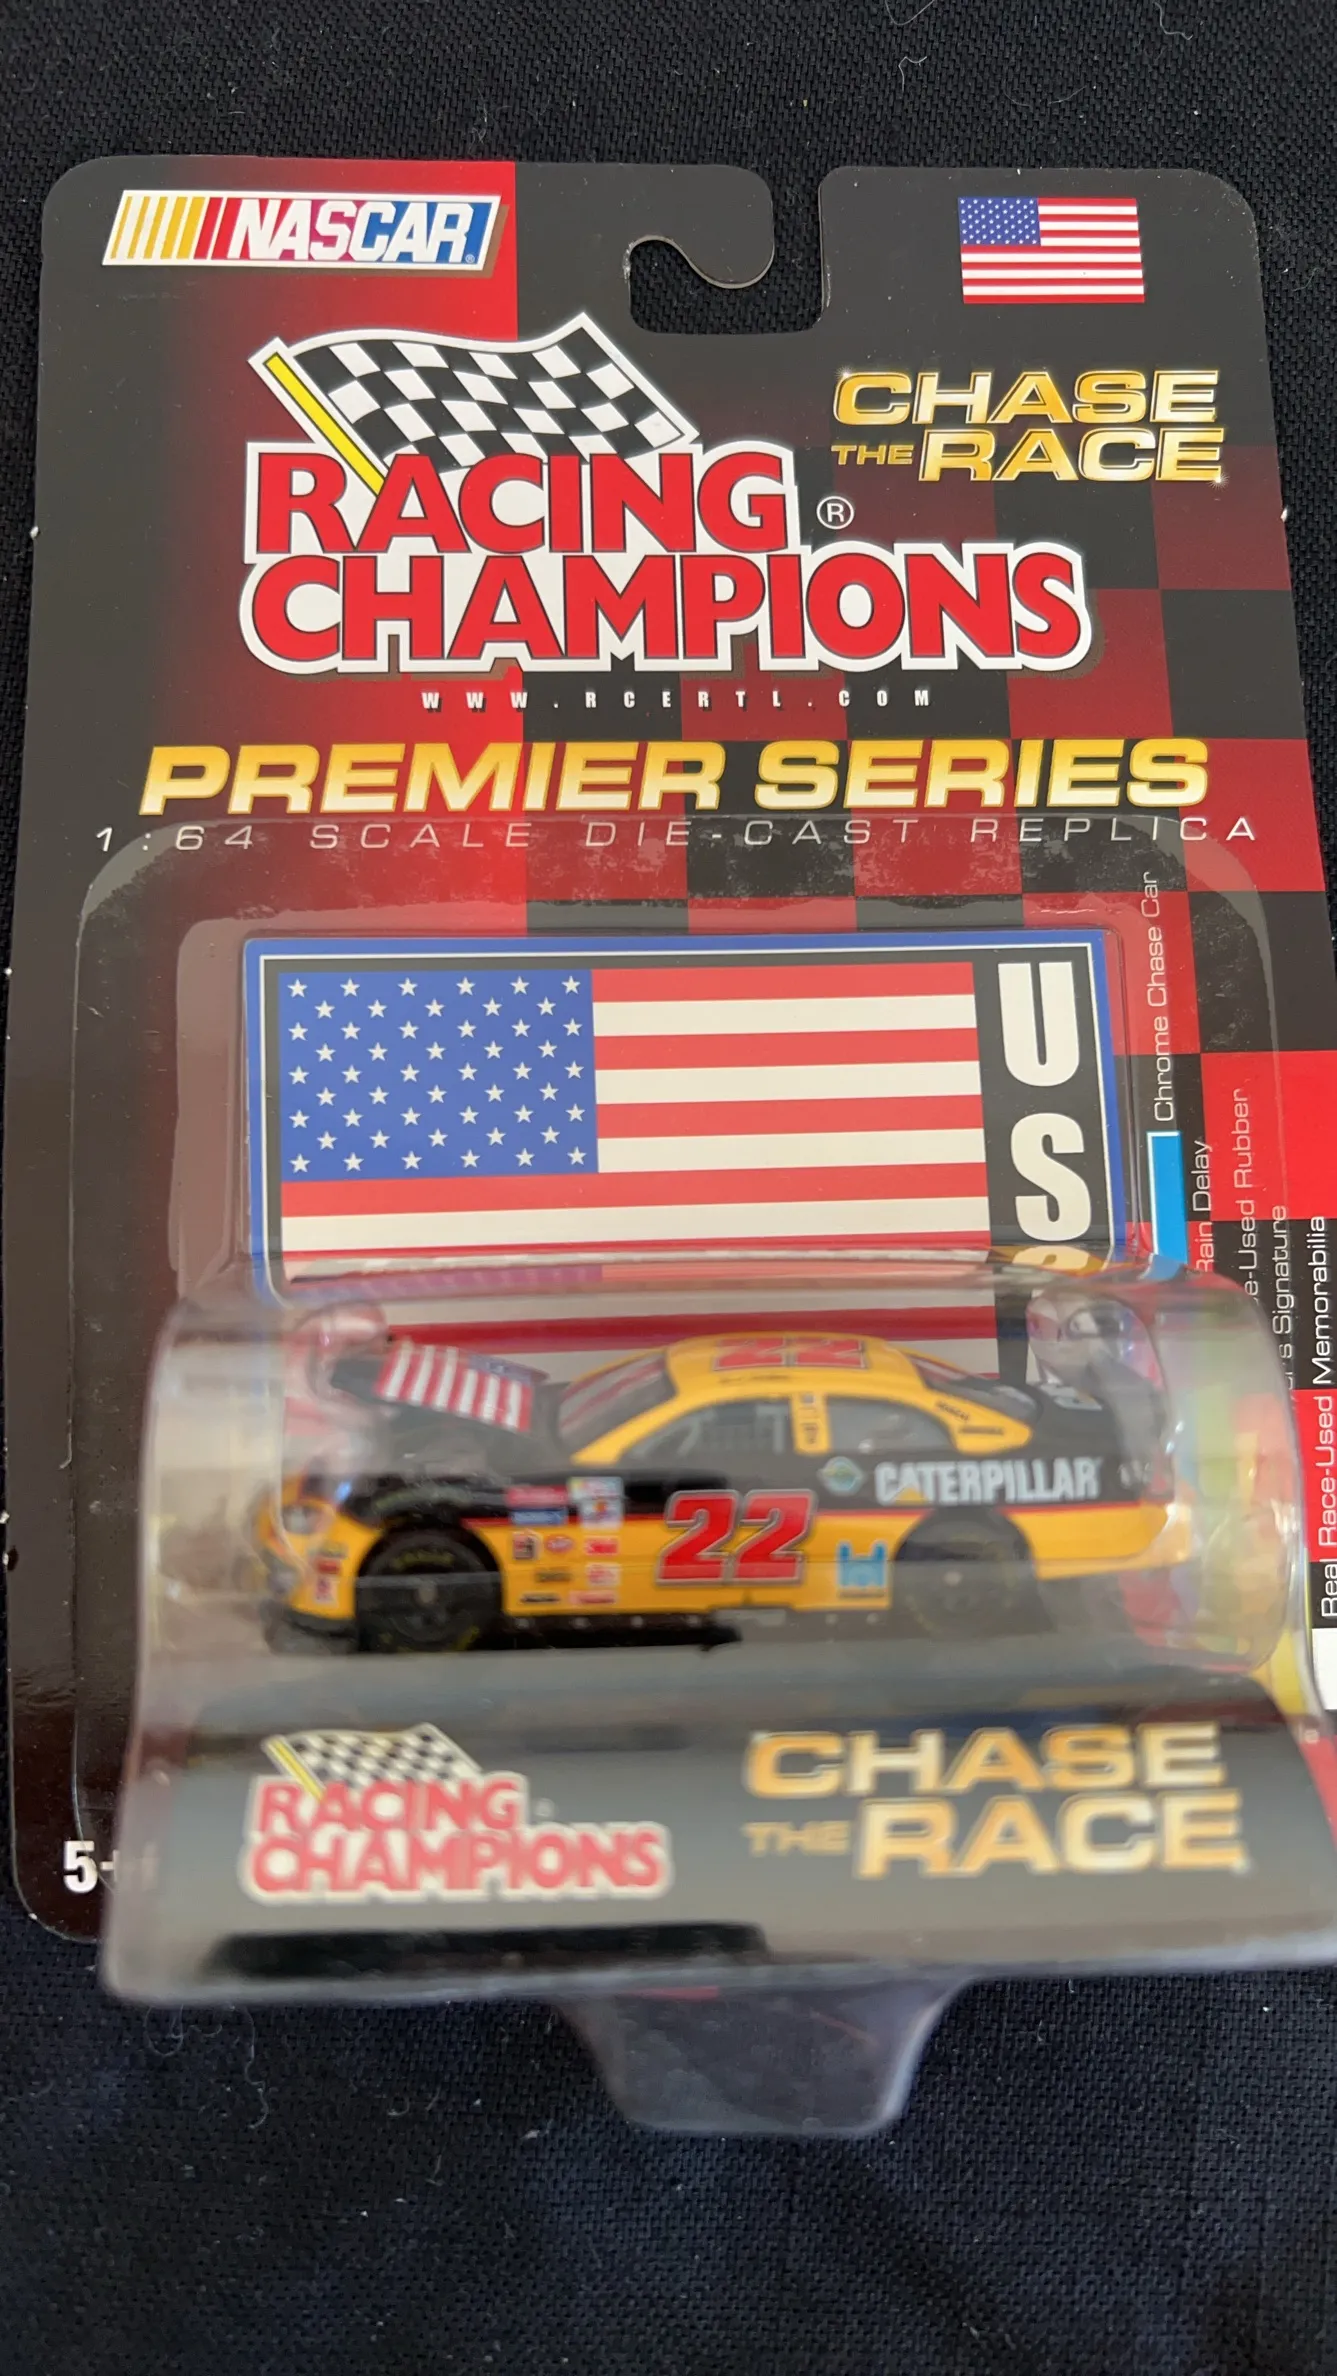 NASCAR®
CHASE
THE RACE
RACING®
CHAMPIONS
WWW.RCERTL.COM
PREMIER SERIES
1:64 SCALE DIE-CAST REPLICA
US
Chrome Chase Car
Rain Delay
Used Rubber
Signature
Real Race-Used Memorabilia
22
CATERPILLAR
22
5+
RACING
CHAMPIONS
CHASE
THE RACE